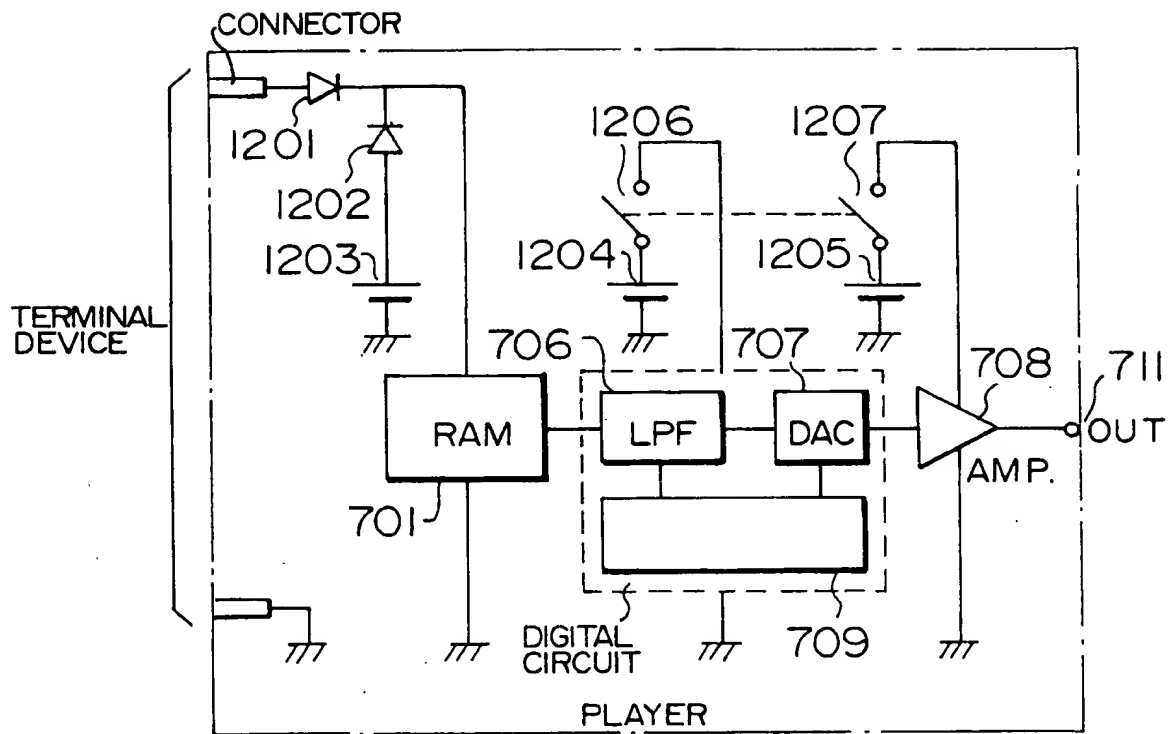 CONNECTOR
1201
1202
1203
1206
1207
1204
1205
TERMINAL
DEVICE
706
707
708
711
RAM
LPF
DAC
OUT
AMP.
701
DIGITAL
CIRCUIT
709
PLAYER